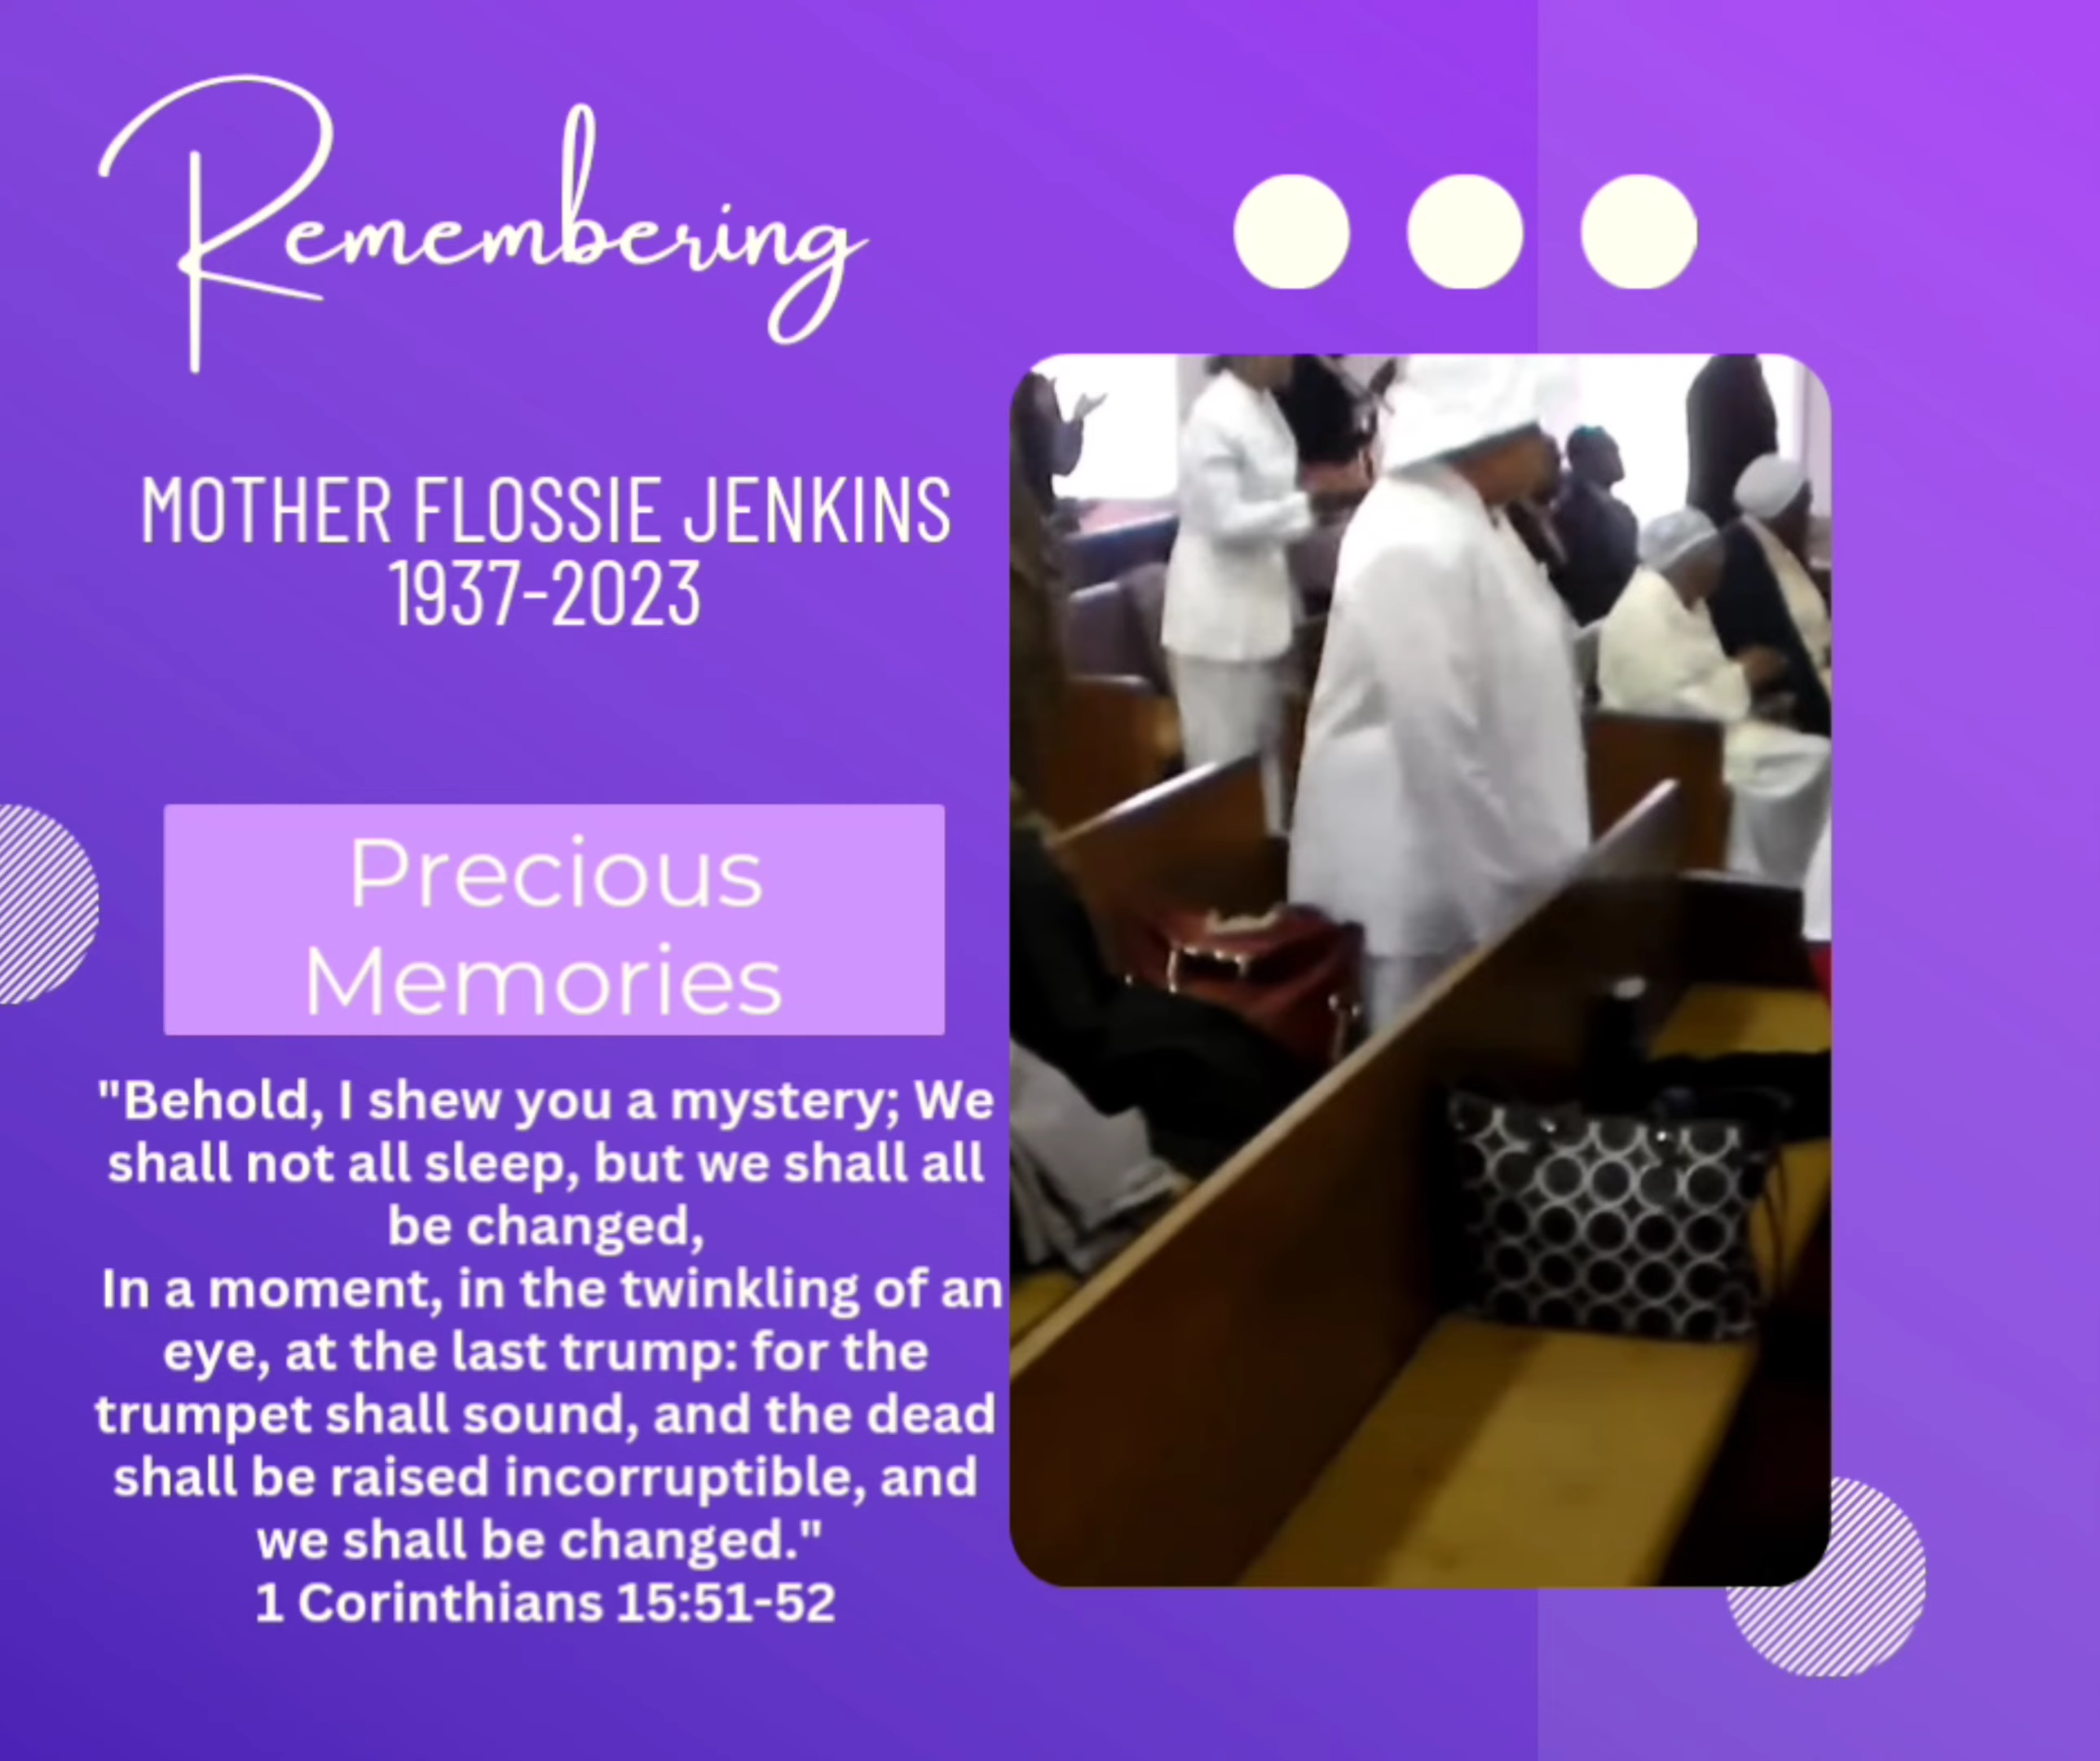 Remembering
MOTHER FLOSSIE JENKINS
1937-2023
Precious
Memories
"Behold, I shew you a mystery; We
shall not all sleep, but we shall all
be changed,
In a moment, in the twinkling of an
eye, at the last trump: for the
trumpet shall sound, and the dead
shall be raised incorruptible, and
we shall be changed."
1 Corinthians 15:51-52